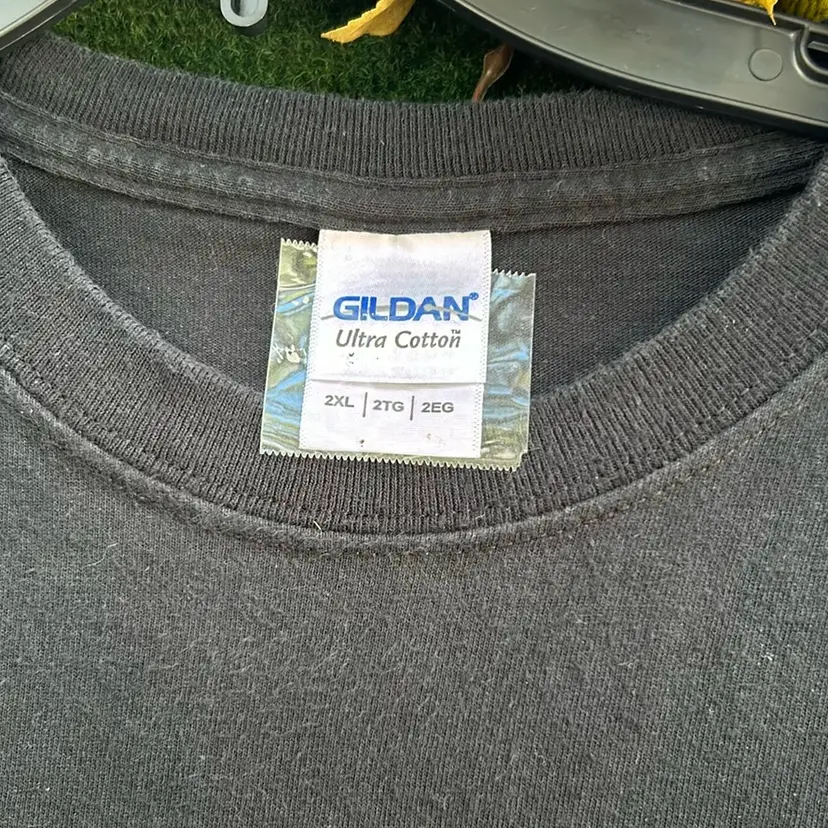 GILDAN®
Ultra Cotton™
2XL | 2TG | 2EG